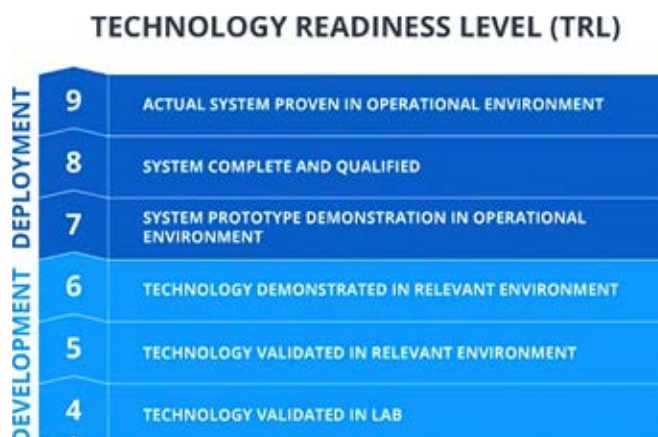 TECHNOLOGY READINESS LEVEL (TRL)
DEPLOYMENT
9
ACTUAL SYSTEM PROVEN IN OPERATIONAL ENVIRONMENT
8
SYSTEM COMPLETE AND QUALIFIED
7
SYSTEM PROTOTYPE DEMONSTRATION IN OPERATIONAL
ENVIRONMENT
DEVELOPMENT
6
TECHNOLOGY DEMONSTRATED IN RELEVANT ENVIRONMENT
5
TECHNOLOGY VALIDATED IN RELEVANT ENVIRONMENT
4
TECHNOLOGY VALIDATED IN LAB